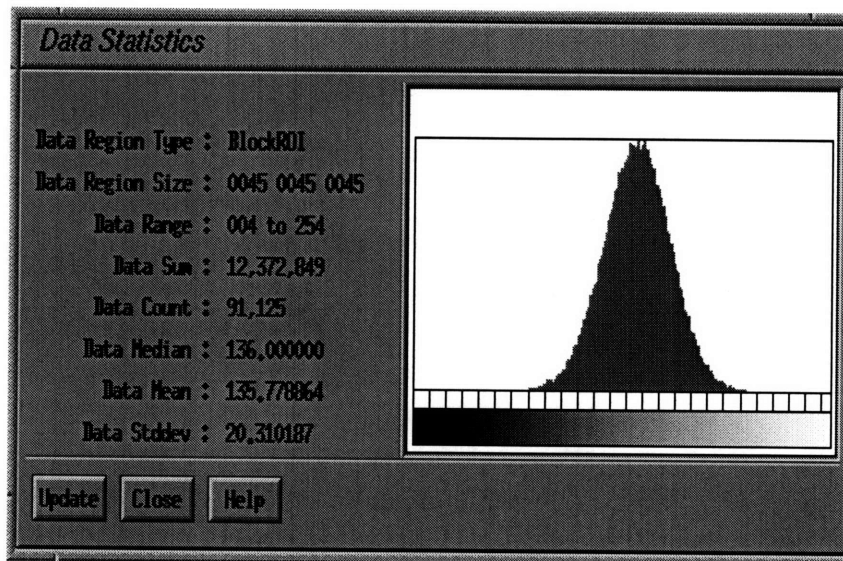 Data Statistics
Data Region Type : BlockROI
Data Region Size : 0045 0045 0045
Data Range : 004 to 254
Data Sum : 12,372,849
Data Count : 91,125
Data Median : 136.000000
Data Mean : 135.778864
Data Stddev : 20.310187
Update Close Help